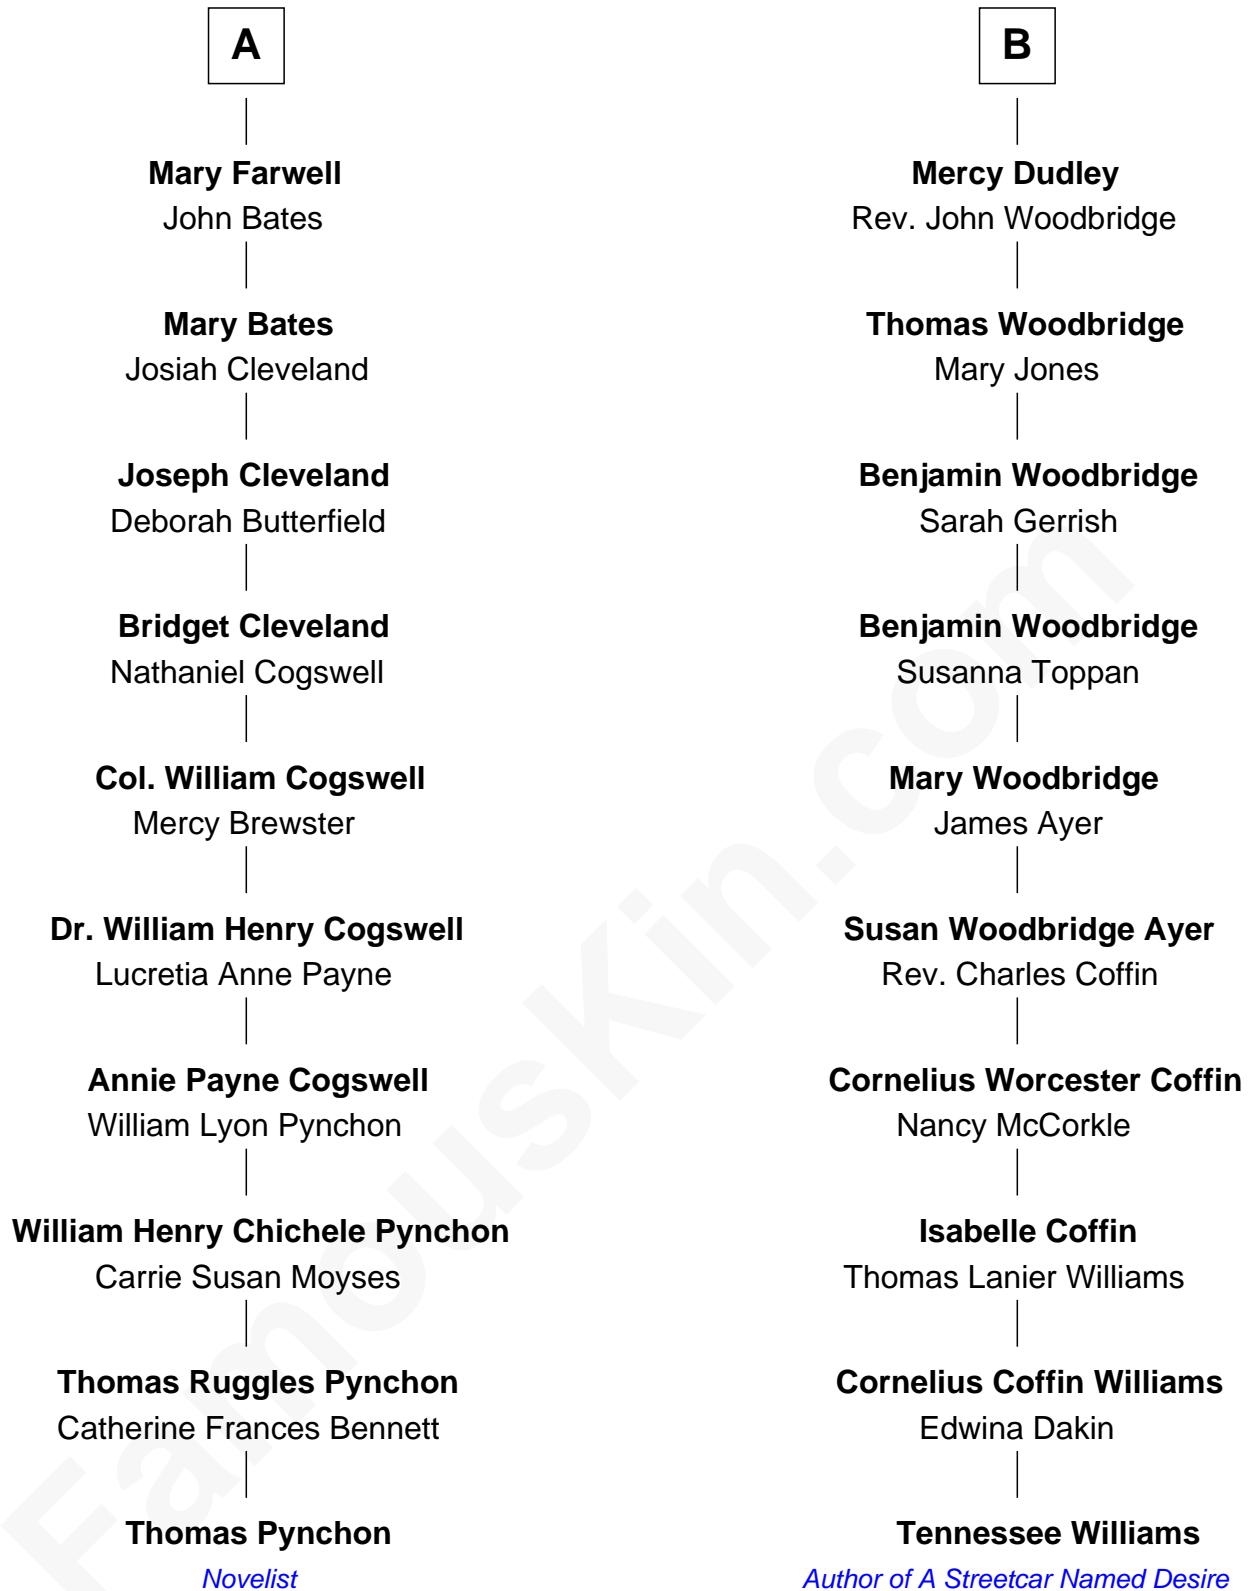 A
Mary Farwell
John Bates
Mary Bates
Josiah Cleveland
Joseph Cleveland
Deborah Butterfield
Bridget Cleveland
Nathaniel Cogswell
Col. William Cogswell
Mercy Brewster
Dr. William Henry Cogswell
Lucretia Anne Payne
Annie Payne Cogswell
William Lyon Pynchon
William Henry Chichele Pynchon
Carrie Susan Moyses
Thomas Ruggles Pynchon
Catherine Frances Bennett
Thomas Pynchon
Novelist
B
Mercy Dudley
Rev. John Woodbridge
Thomas Woodbridge
Mary Jones
Benjamin Woodbridge
Sarah Gerrish
Benjamin Woodbridge
Susanna Toppan
Mary Woodbridge
James Ayer
Susan Woodbridge Ayer
Rev. Charles Coffin
Cornelius Worcester Coffin
Nancy McCorkle
Isabelle Coffin
Thomas Lanier Williams
Cornelius Coffin Williams
Edwina Dakin
Tennessee Williams
Author of A Streetcar Named Desire
FamousKin.com